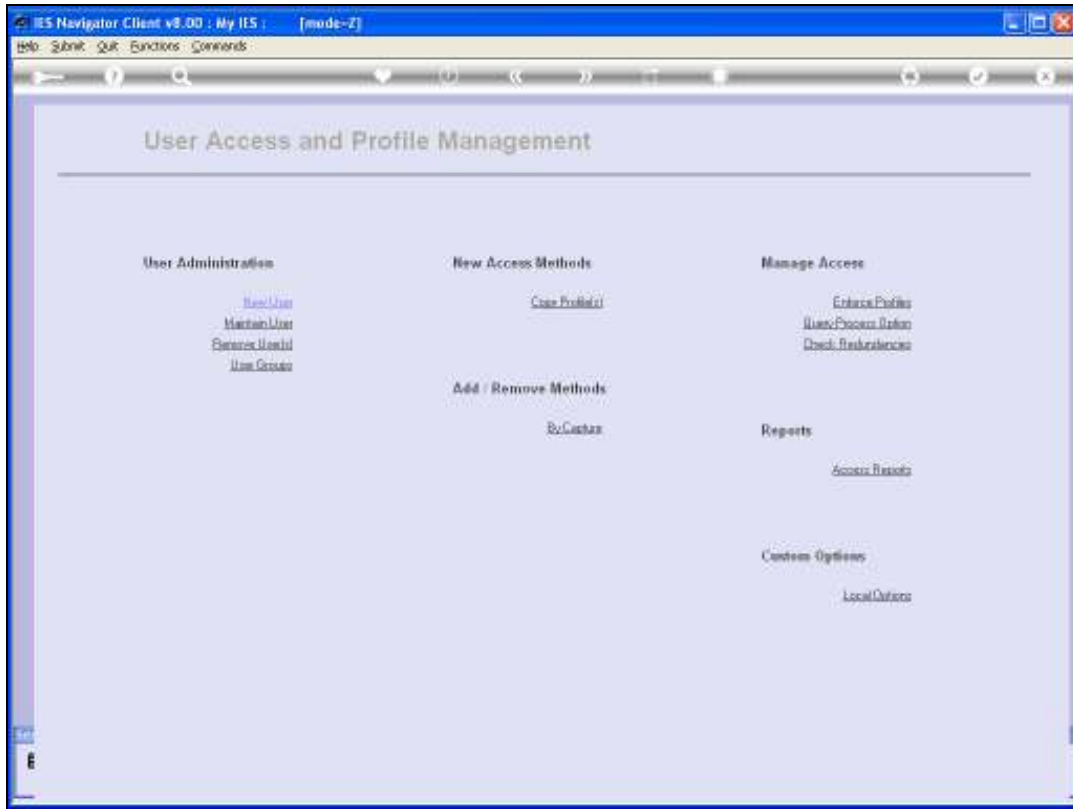 IES Navigator Client v8.00 : My IES : [mode-Z]
Help Submit Quit Functions Commands
User Access and Profile Management
User Administration
New User
Maintain User
Remove User(s)
User Groups
New Access Methods
Copy Profile(s)
Add / Remove Methods
By Capture
Manage Access
Enforce Profiles
Query Process Option
Check Redundancies
Reports
Access Reports
Custom Options
Local Options